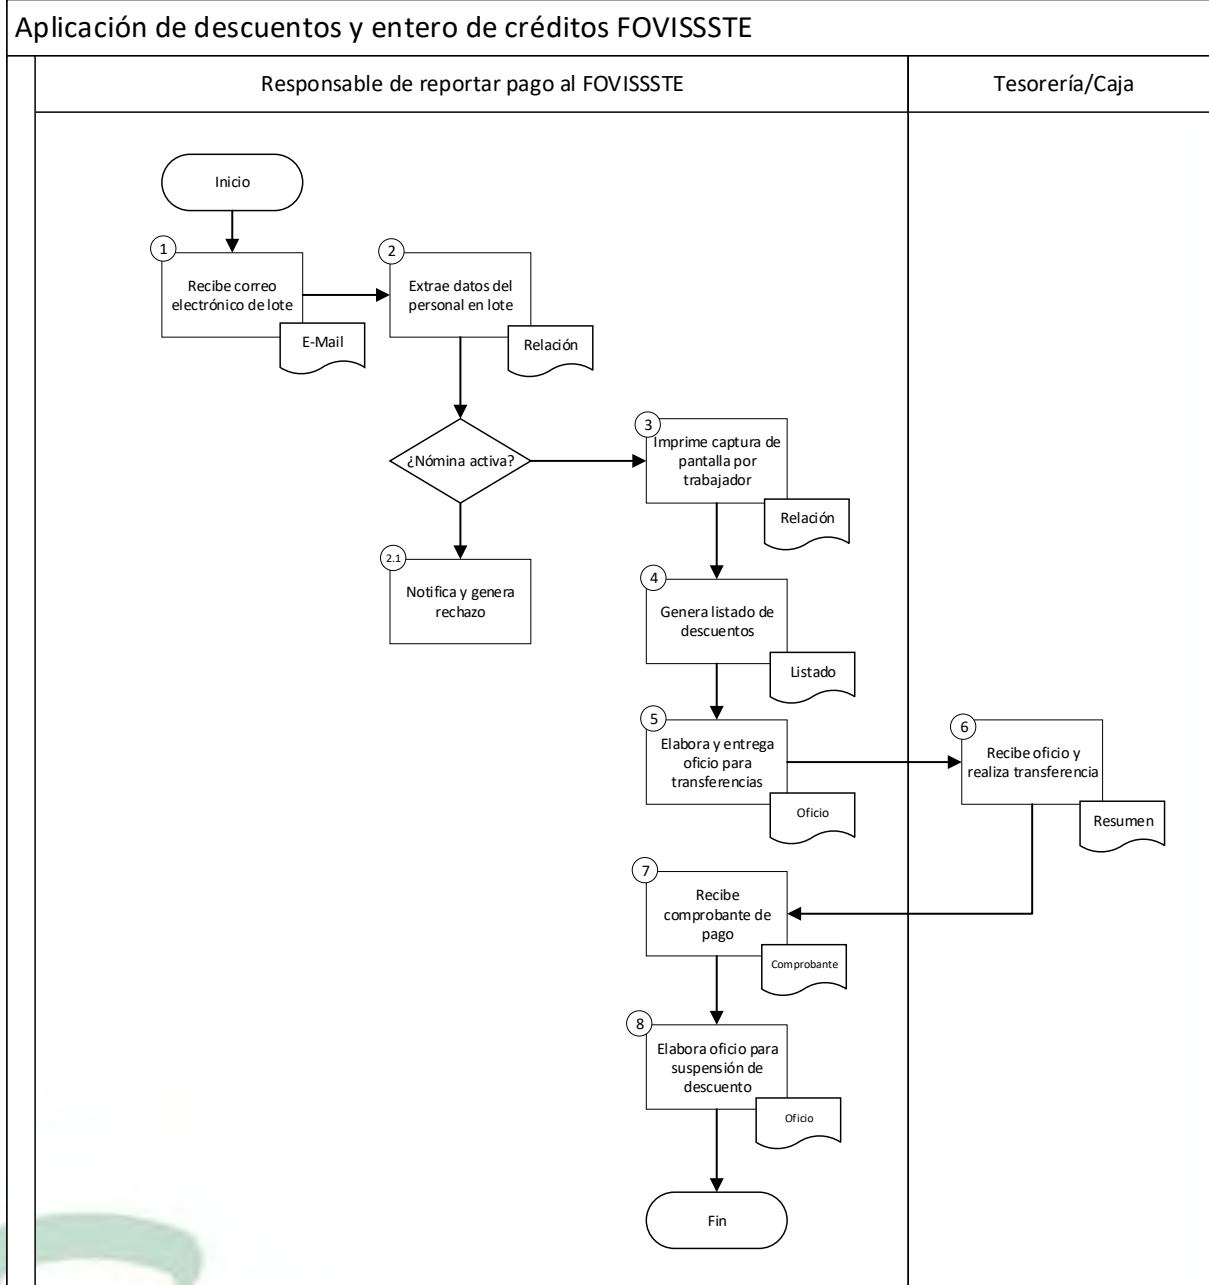 Aplicación de descuentos y entero de créditos FOVISSSTE
Responsable de reportar pago al FOVISSSTE
Tesorería/Caja
Inicio
1
Recibe correo
electrónico de lote
E-Mail
2
Extrae datos del
personal en lote
Relación
¿Nómina activa?
2.1
Notifica y genera
rechazo
3
Imprime captura de
pantalla por
trabajador
Relación
4
Genera listado de
descuentos
Listado
5
Elabora y entrega
oficio para
transferencias
Oficio
6
Recibe oficio y
realiza transferencia
Resumen
7
Recibe
comprobante de
pago
Comprobante
8
Elabora oficio para
suspensión de
descuento
Oficio
Fin